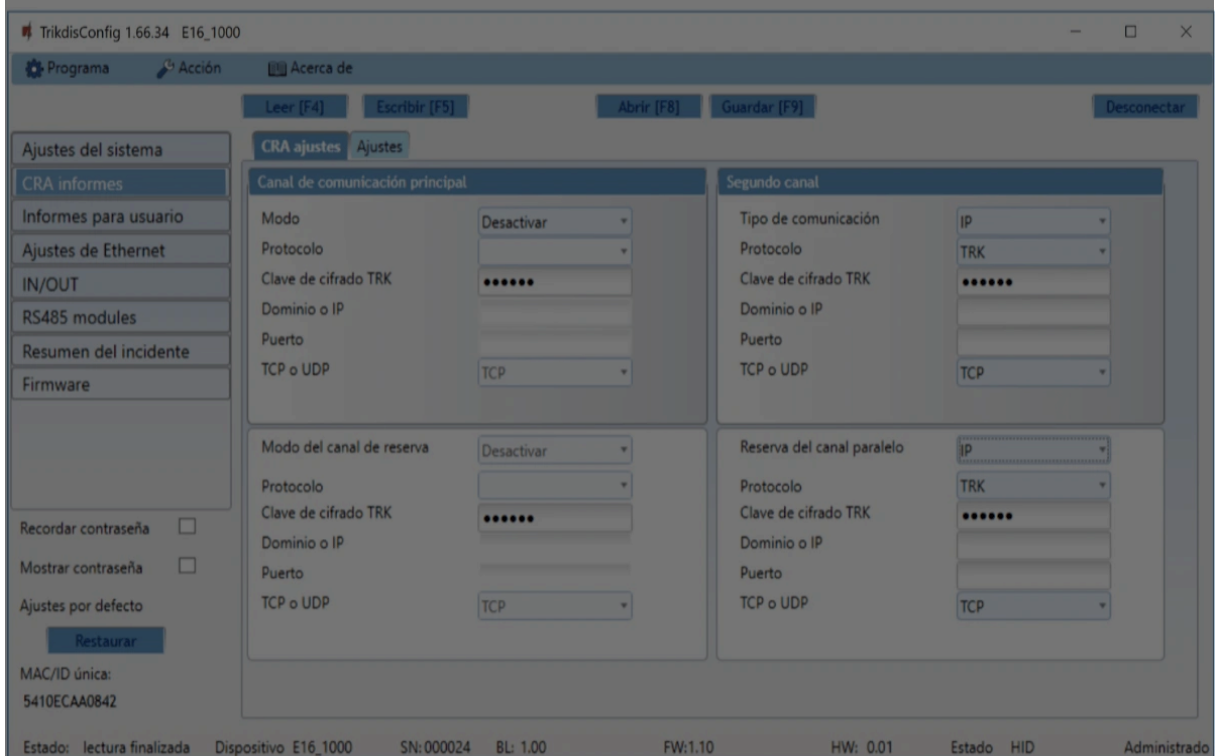 TrikdisConfig 1.66.34 E16_1000
Programa Acción Acerca de
Leer [F4] Escribir [F5] Abrir [F8] Guardar [F9] Desconectar
Ajustes del sistema
CRA informes
Informes para usuario
Ajustes de Ethernet
IN/OUT
RS485 modules
Resumen del incidente
Firmware
Recordar contraseña
Mostrar contraseña
Ajustes por defecto
Restaurar
MAC/ID única:
5410ECAA0842
CRA ajustes Ajustes
Canal de comunicación principal
Modo Desactivar
Protocolo
Clave de cifrado TRK ●●●●●●
Dominio o IP
Puerto
TCP o UDP TCP
Modo del canal de reserva Desactivar
Protocolo
Clave de cifrado TRK ●●●●●●
Dominio o IP
Puerto
TCP o UDP TCP
Segundo canal
Tipo de comunicación IP
Protocolo TRK
Clave de cifrado TRK ●●●●●●
Dominio o IP
Puerto
TCP o UDP TCP
Reserva del canal paralelo IP
Protocolo TRK
Clave de cifrado TRK ●●●●●●
Dominio o IP
Puerto
TCP o UDP TCP
Estado: lectura finalizada Dispositivo E16_1000 SN: 000024 BL: 1.00 FW:1.10 HW: 0.01 Estado HID Administrado